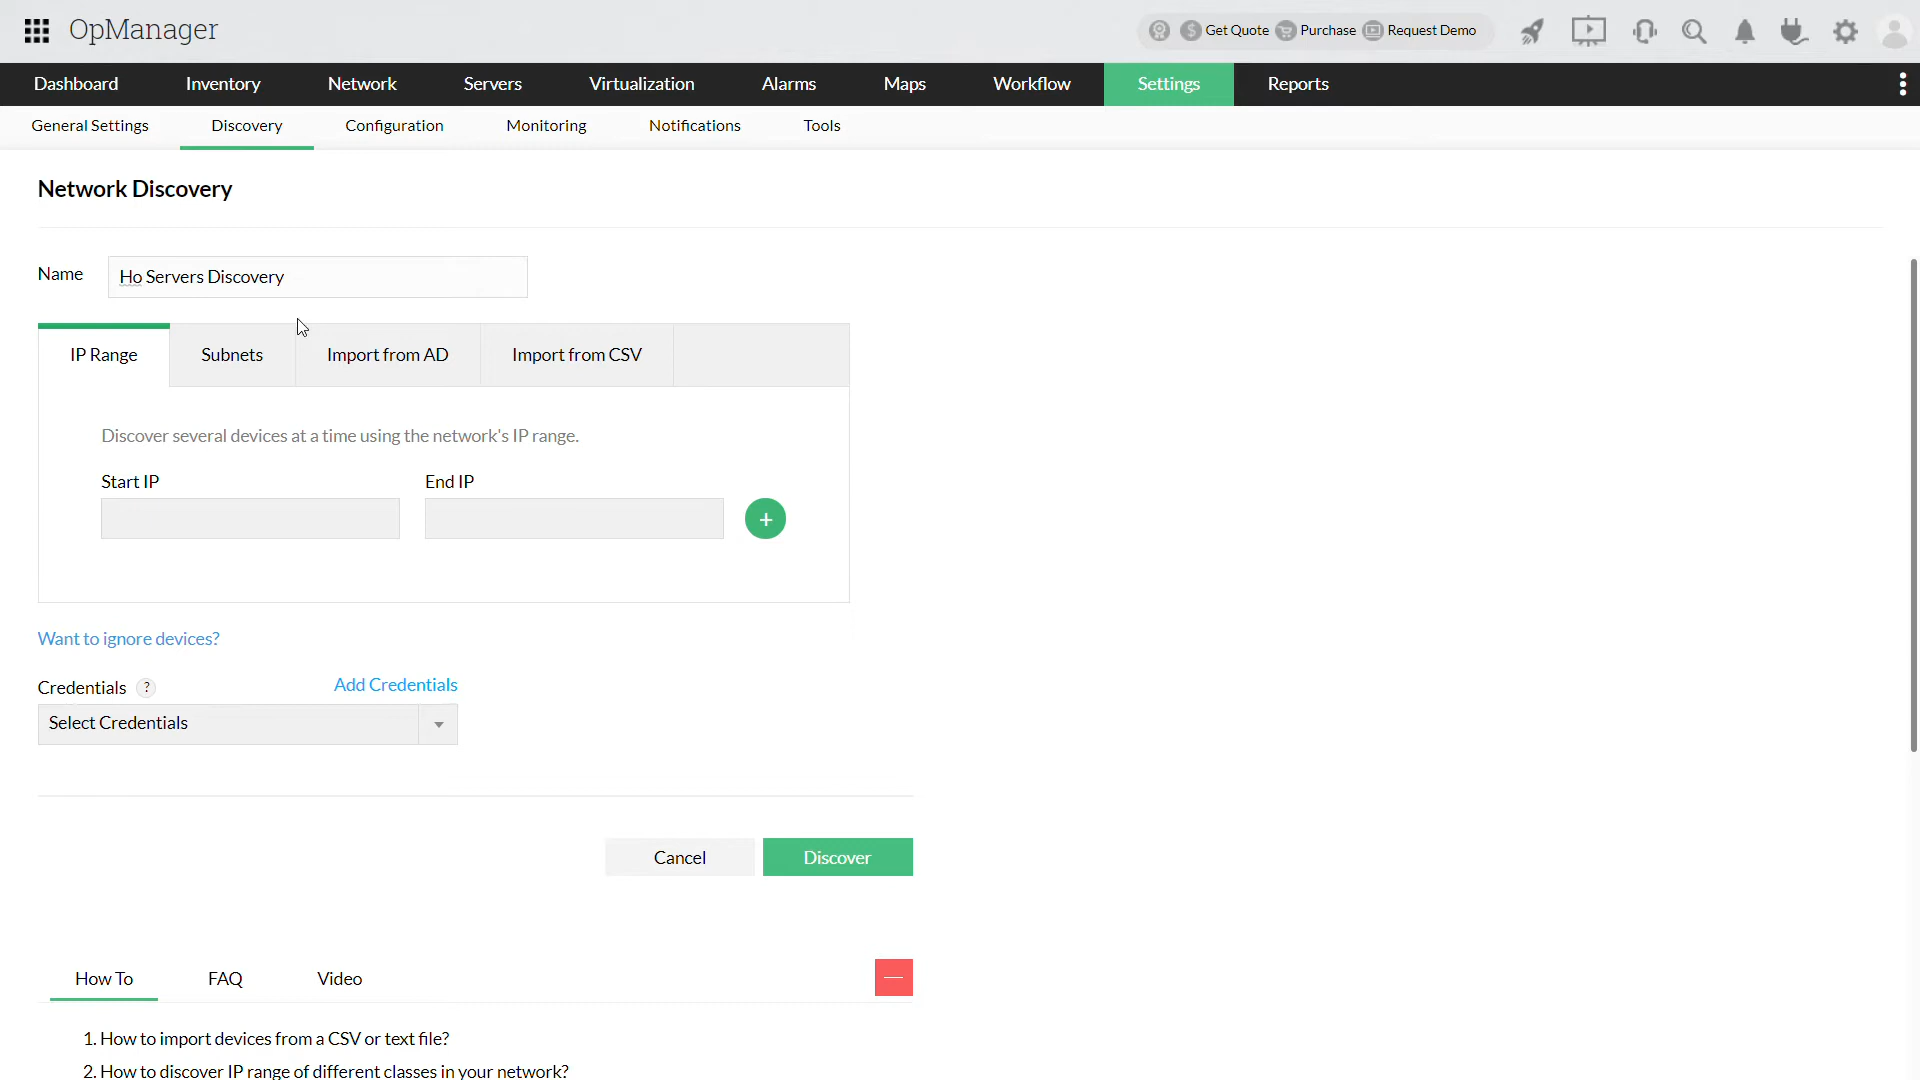 OpManager
Get Quote Purchase Request Demo
Dashboard Inventory Network Servers Virtualization Alarms Maps Workflow Settings Reports
General Settings Discovery Configuration Monitoring Notifications Tools
Network Discovery
Name Ho Servers Discovery
IP Range Subnets Import from AD Import from CSV
Discover several devices at a time using the network's IP range.
Start IP End IP
+
Want to ignore devices?
Credentials ? Add Credentials
Select Credentials
Cancel Discover
How To FAQ Video
1. How to import devices from a CSV or text file?
2. How to discover IP range of different classes in your network?